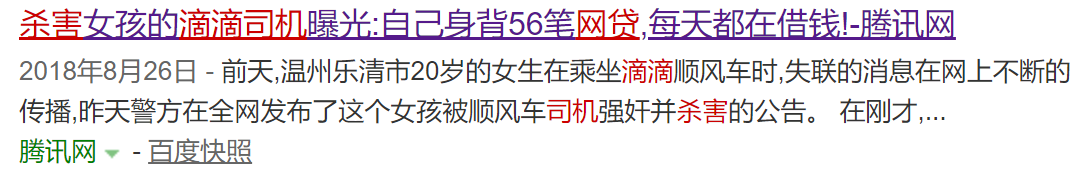 杀害女孩的滴滴司机曝光:自己身背56笔网贷,每天都在借钱!-腾讯网
2018年8月26日 - 前天,温州乐清市20岁的女生在乘坐滴滴顺风车时,失联的消息在网上不断的
传播,昨天警方在全网发布了这个女孩被顺风车司机强奸并杀害的公告。 在刚才,...
腾讯网 - 百度快照